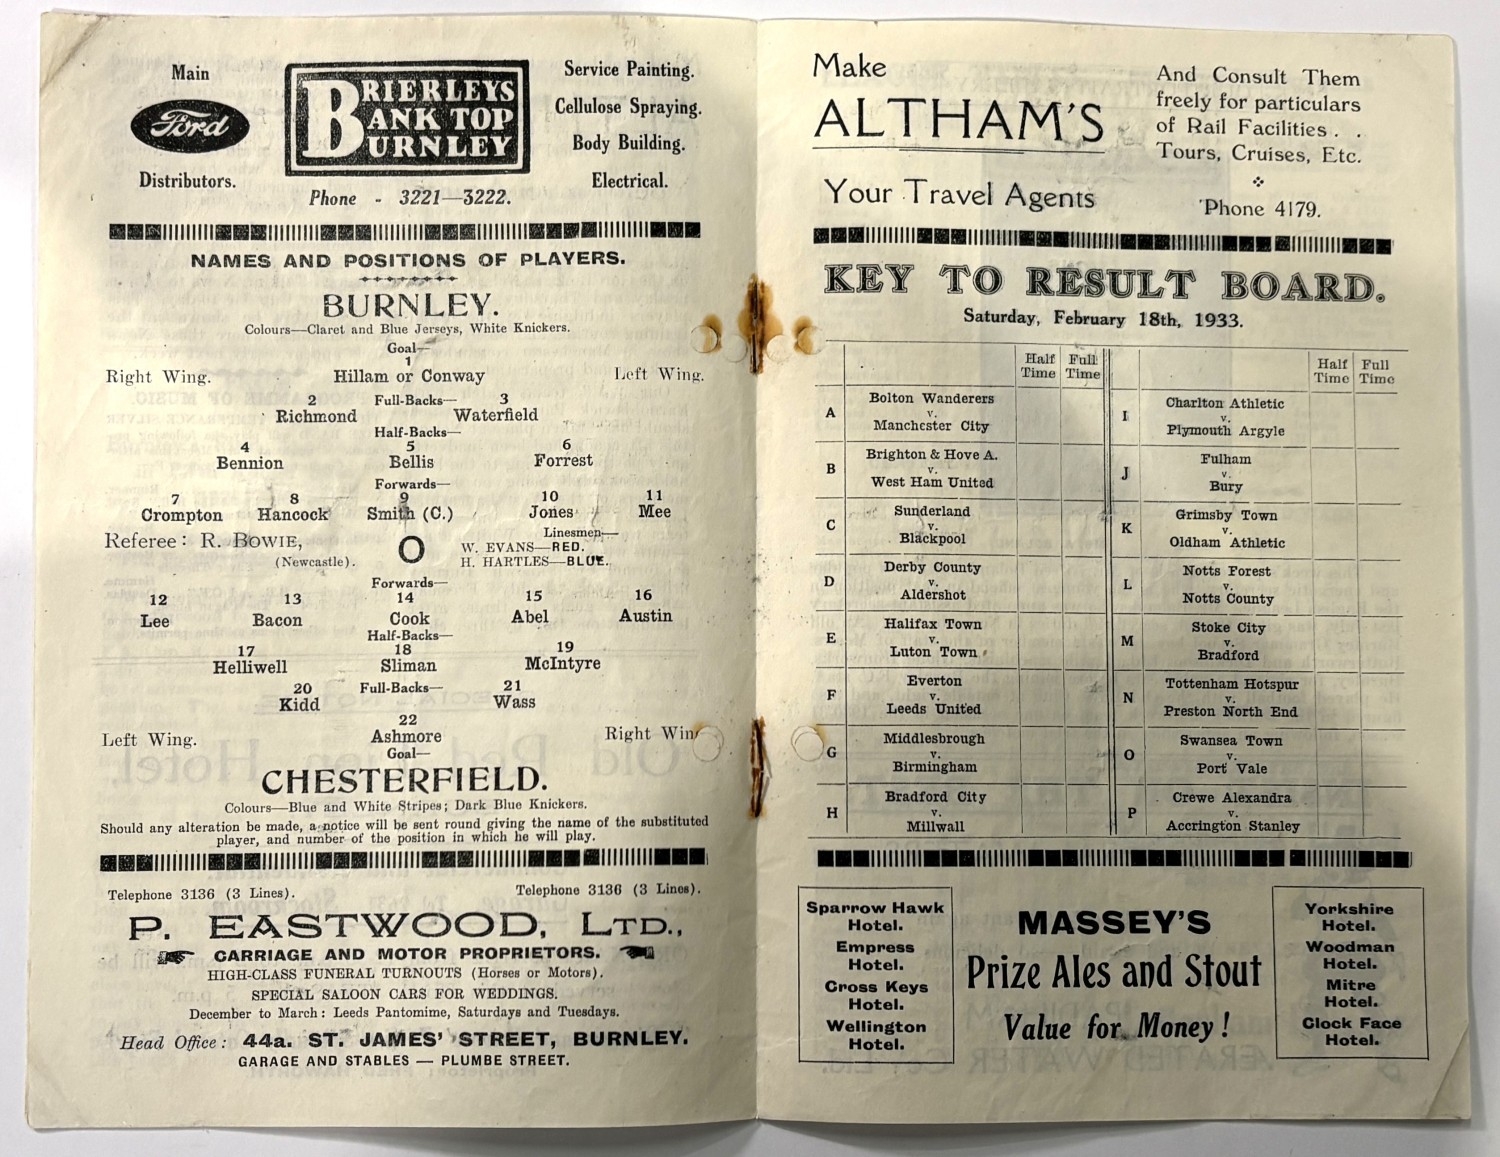 Main
Ford
Distributors.
BRIERLEYS
BANK TOP
BURNLEY
Phone - 3221—3222.
Service Painting.
Cellulose Spraying.
Body Building.
Electrical.
NAMES AND POSITIONS OF PLAYERS.
BURNLEY.
Colours—Claret and Blue Jerseys, White Knickers.
Goal—
1
Right Wing. Hillam or Conway Left Wing.
2 Full-Backs— 3
Richmond Waterfield
Half-Backs—
4 5 6
Bennion Bellis Forrest
Forwards—
7 8 9 10 11
Crompton Hancock Smith (C.) Jones Mee
Referee: R. BOWIE,
(Newcastle).
O
Linesmen—
W. EVANS—RED.
H. HARTLES—BLUE.
Forwards—
12 13 14 15 16
Lee Bacon Cook Abel Austin
Half-Backs—
17 18 19
Helliwell Sliman McIntyre
20 Full-Backs— 21
Kidd Wass
22
Left Wing. Ashmore Right Wing
Goal—
CHESTERFIELD.
Colours—Blue and White Stripes; Dark Blue Knickers.
Should any alteration be made, a notice will be sent round giving the name of the substituted
player, and number of the position in which he will play.
Telephone 3136 (3 Lines). Telephone 3136 (3 Lines).
P. EASTWOOD, LTD.,
CARRIAGE AND MOTOR PROPRIETORS.
HIGH-CLASS FUNERAL TURNOUTS (Horses or Motors).
SPECIAL SALOON CARS FOR WEDDINGS.
December to March: Leeds Pantomime, Saturdays and Tuesdays.
Head Office: 44a. ST. JAMES' STREET, BURNLEY.
GARAGE AND STABLES — PLUMBE STREET.
Make
ALTHAM'S
Your Travel Agents
And Consult Them
freely for particulars
of Rail Facilities . .
Tours, Cruises, Etc.
'Phone 4179.
KEY TO RESULT BOARD.
Saturday, February 18th, 1933.
Half Time Full Time
A Bolton Wanderers
v.
Manchester City
B Brighton & Hove A.
v.
West Ham United
C Sunderland
v.
Blackpool
D Derby County
v.
Aldershot
E Halifax Town
v.
Luton Town
F Everton
v.
Leeds United
G Middlesbrough
v.
Birmingham
H Bradford City
v.
Millwall
Half Time Full Time
I Charlton Athletic
v.
Plymouth Argyle
J Fulham
v.
Bury
K Grimsby Town
v.
Oldham Athletic
L Notts Forest
v.
Notts County
M Stoke City
v.
Bradford
N Tottenham Hotspur
v.
Preston North End
O Swansea Town
v.
Port Vale
P Crewe Alexandra
v.
Accrington Stanley
Sparrow Hawk
Hotel.
Empress
Hotel.
Cross Keys
Hotel.
Wellington
Hotel.
MASSEY'S
Prize Ales and Stout
Value for Money!
Yorkshire
Hotel.
Woodman
Hotel.
Mitre
Hotel.
Clock Face
Hotel.